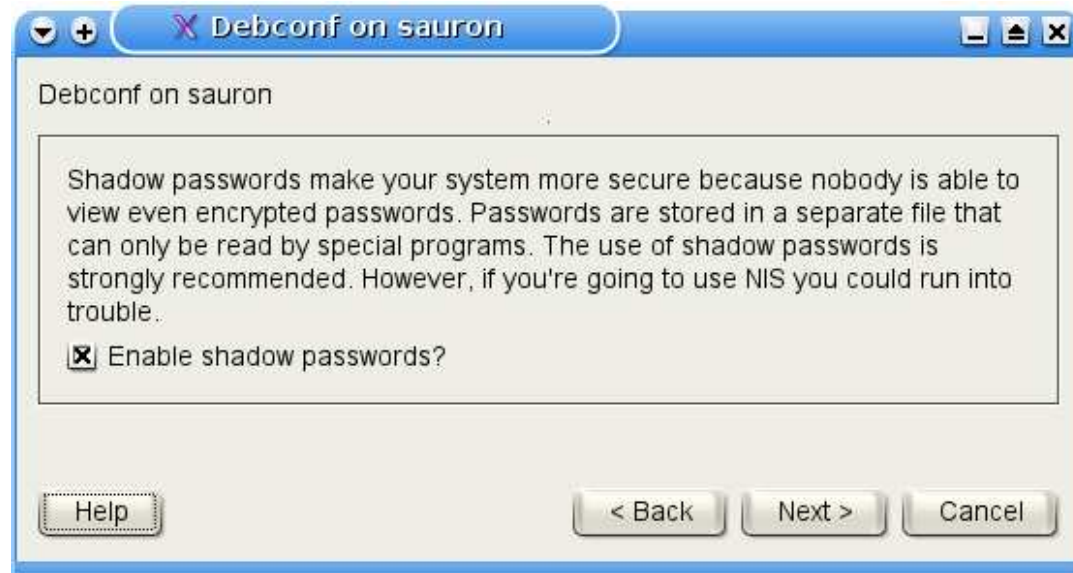 Debconf on sauron
Debconf on sauron
Shadow passwords make your system more secure because nobody is able to
view even encrypted passwords. Passwords are stored in a separate file that
can only be read by special programs. The use of shadow passwords is
strongly recommended. However, if you're going to use NIS you could run into
trouble.
Enable shadow passwords?
Help
< Back
Next >
Cancel